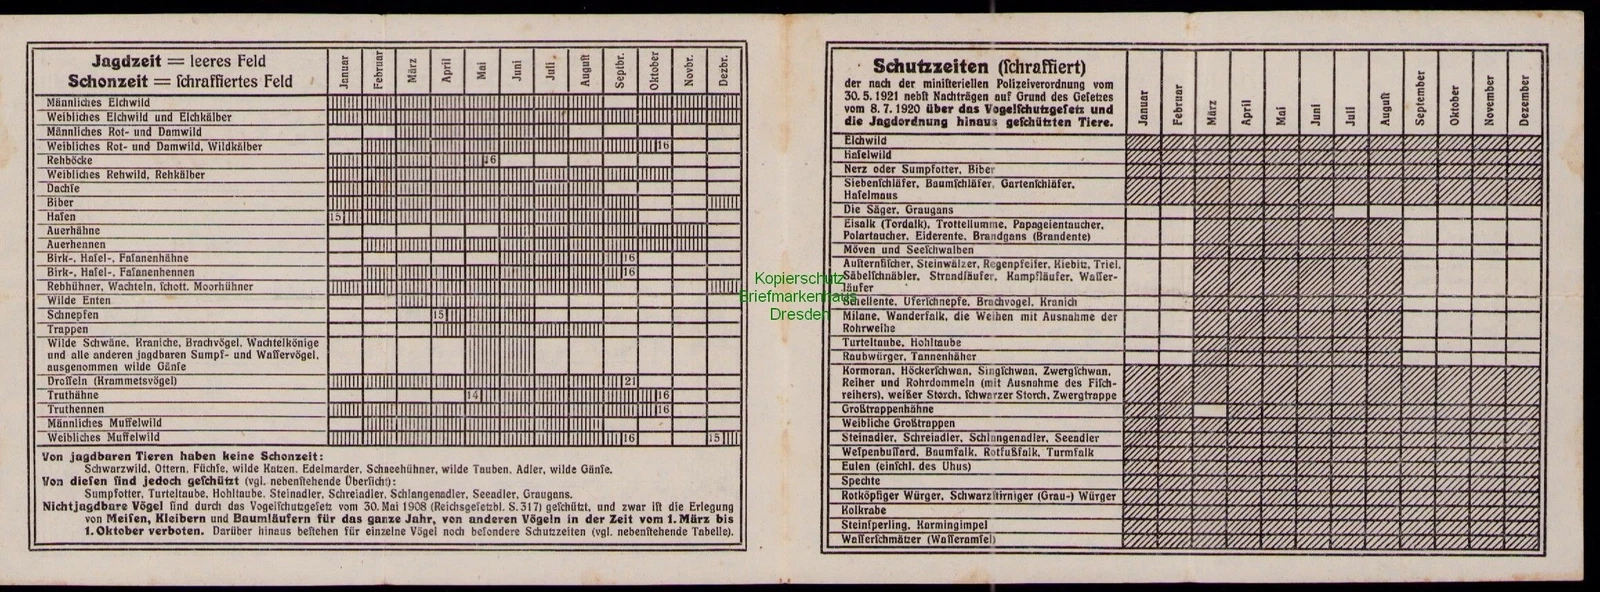 Jagdzeit = leeres Feld
Schonzeit = ſchraffiertes Feld
Januar
Februar
März
April
Mai
Juni
Juli
Auguſt
Septbr.
Oktober
Novbr.
Dezbr.
Männliches Elchwild
Weibliches Elchwild und Elchkälber
Männliches Rot- und Damwild
Weibliches Rot- und Damwild, Wildkälber 16
Rehböcke 16
Weibliches Rehwild, Rehkälber
Dachſe
Biber
Haſen 15
Auerhähne
Auerhennen
Birk-, Haſel-, Faſanenhähne 16
Birk-, Haſel-, Faſanenhennen 16
Rebhühner, Wachteln, ſchott. Moorhühner
Wilde Enten
Schnepfen 15
Trappen
Wilde Schwäne, Kraniche, Brachvögel, Wachtelkönige
und alle anderen jagdbaren Sumpf- und Waſſervögel,
ausgenommen wilde Gänſe
Droſſeln (Krammetsvögel) 21
Truthähne 14 16
Truthennen 16
Männliches Muffelwild
Weibliches Muffelwild 16 15
Von jagdbaren Tieren haben keine Schonzeit:
Schwarzwild, Ottern, Füchſe, wilde Katzen, Edelmarder, Schneehühner, wilde Tauben, Adler, wilde Gänſe.
Von dieſen ſind jedoch geſchützt (vgl. nebenſtehende Überſicht):
Sumpfotter, Turteltaube, Hohltaube, Steinadler, Schreiadler, Schlangenadler, Seeadler, Graugans.
Nichtjagdbare Vögel ſind durch das Vogelſchutzgeſetz vom 30. Mai 1908 (Reichsgeſetzbl. S. 317) geſchützt, und zwar iſt die Erlegung
von Meiſen, Kleibern und Baumläufern für das ganze Jahr, von anderen Vögeln in der Zeit vom 1. März bis
1. Oktober verboten. Darüber hinaus beſtehen für einzelne Vögel noch beſondere Schutzzeiten (vgl. nebenſtehende Tabelle).
Kopierschutz
Briefmarkenhaus
Dresden
Schutzzeiten (ſchraffiert)
der nach der miniſteriellen Polizeiverordnung vom
30. 5. 1921 nebſt Nachträgen auf Grund des Geſetzes
vom 8. 7. 1920 über das Vogelſchutzgeſetz und
die Jagdordnung hinaus geſchützten Tiere.
Januar
Februar
März
April
Mai
Juni
Juli
Auguſt
September
Oktober
November
Dezember
Elchwild
Haſelwild
Nerz oder Sumpfotter, Biber
Siebenſchläfer, Baumſchläfer, Gartenſchläfer,
Haſelmaus
Die Säger, Graugans
Eisalk (Tordalk), Trottellumme, Papageientaucher,
Polartaucher, Eiderente, Brandgans (Brandente)
Möven und Seeſchwalben
Auſternfiſcher, Steinwälzer, Regenpfeifer, Kiebitz, Triel,
Säbelſchnäbler, Strandläufer, Kampfläufer, Waſſer-
läufer
Schellente, Uferſchnepfe, Brachvogel, Kranich
Milane, Wanderfalk, die Weihen mit Ausnahme der
Rohrweihe
Turteltaube, Hohltaube
Raubwürger, Tannenhäher
Kormoran, Höckerſchwan, Singſchwan, Zwergſchwan,
Reiher und Rohrdommeln (mit Ausnahme des Fiſch-
reihers), weißer Storch, ſchwarzer Storch, Zwergtrappe
Großtrappenhähne
Weibliche Großtrappen
Steinadler, Schreiadler, Schlangenadler, Seeadler
Weſpenbuſſard, Baumfalk, Rotfußfalk, Turmfalk
Eulen (einſchl. des Uhus)
Spechte
Rotköpfiger Würger, Schwarzſtirniger (Grau-) Würger
Kolkrabe
Steinſperling, Karmingimpel
Waſſerſchmätzer (Waſſeramſel)